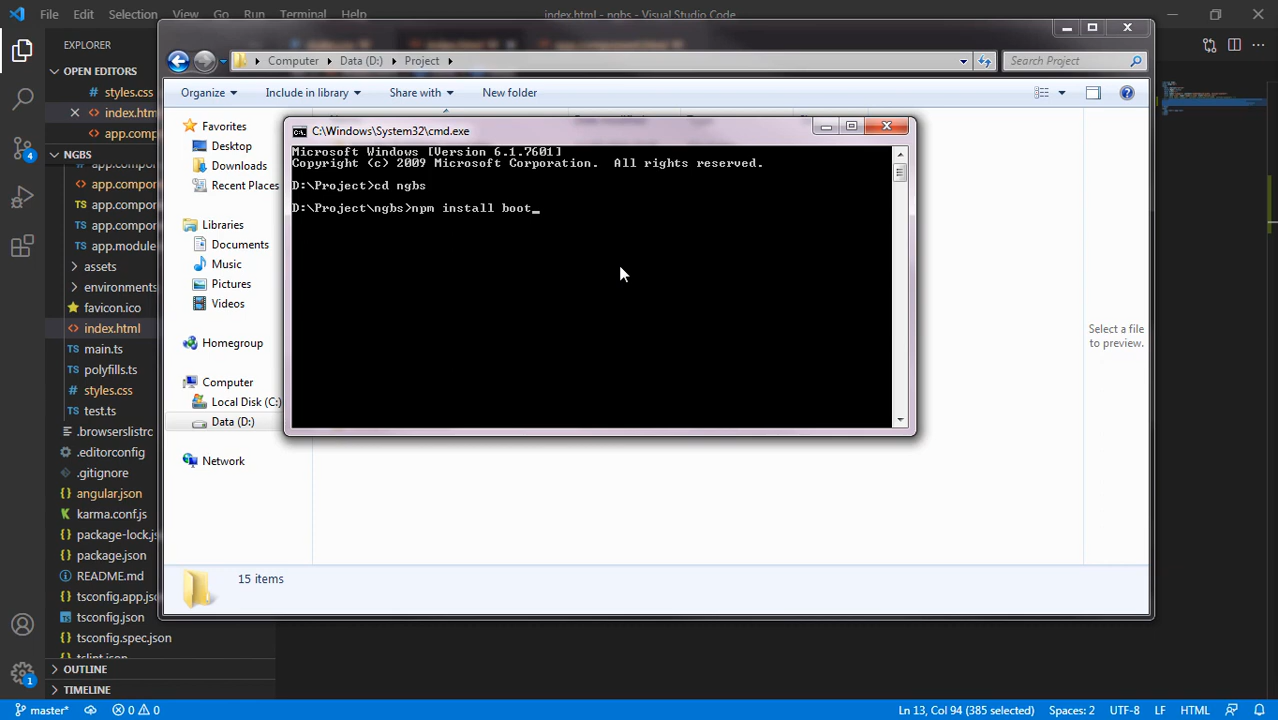 File Edit Selection View Go Run Terminal Help
index.html - ngbs - Visual Studio Code
EXPLORER
OPEN EDITORS
styles.css
index.htm
app.comp
NGBS
app.compor
app.compor
app.compor
app.compor
app.module
assets
environments
favicon.ico
index.html
main.ts
polyfills.ts
styles.css
test.ts
.browserslistrc
.editorconfig
.gitignore
angular.json
karma.conf.js
package-lock.js
package.json
README.md
tsconfig.app.jso
tsconfig.json
tsconfig.spec.json
tslint.json
OUTLINE
TIMELINE
4
1
Computer Data (D:) Project
Search Project
Organize Include in library Share with New folder
Favorites
Desktop
Downloads
Recent Places
Libraries
Documents
Music
Pictures
Videos
Homegroup
Computer
Local Disk (C:)
Data (D:)
Network
C:\Windows\System32\cmd.exe
Microsoft Windows [Version 6.1.7601]
Copyright (c) 2009 Microsoft Corporation. All rights reserved.
D:\Project>cd ngbs
D:\Project\ngbs>npm install boot_
Select a file
to preview.
15 items
master* 0 0
Ln 13, Col 94 (385 selected) Spaces: 2 UTF-8 LF HTML